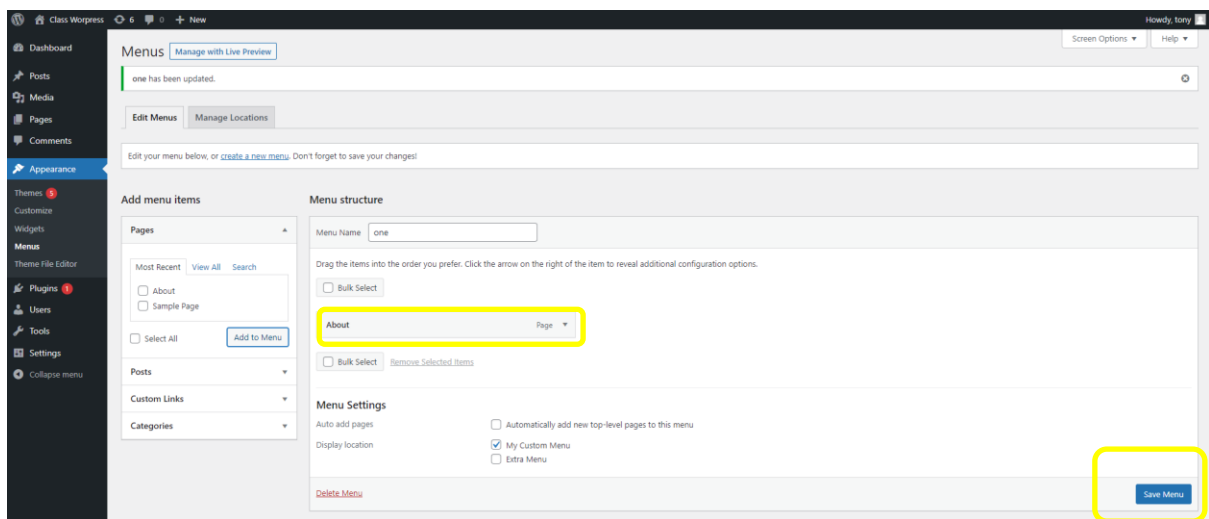 Class Worpress 6 0 + New Howdy, tony
Dashboard
Posts
Media
Pages
Comments
Appearance
Themes 5
Customize
Widgets
Menus
Theme File Editor
Plugins 1
Users
Tools
Settings
Collapse menu
Screen Options Help
Menus Manage with Live Preview
one has been updated.
Edit Menus Manage Locations
Edit your menu below, or create a new menu. Don't forget to save your changes!
Add menu items
Pages
Most Recent View All Search
About
Sample Page
Select All Add to Menu
Posts
Custom Links
Categories
Menu structure
Menu Name one
Drag the items into the order you prefer. Click the arrow on the right of the item to reveal additional configuration options.
Bulk Select
About Page
Bulk Select Remove Selected Items
Menu Settings
Auto add pages Automatically add new top-level pages to this menu
Display location My Custom Menu
Extra Menu
Delete Menu Save Menu